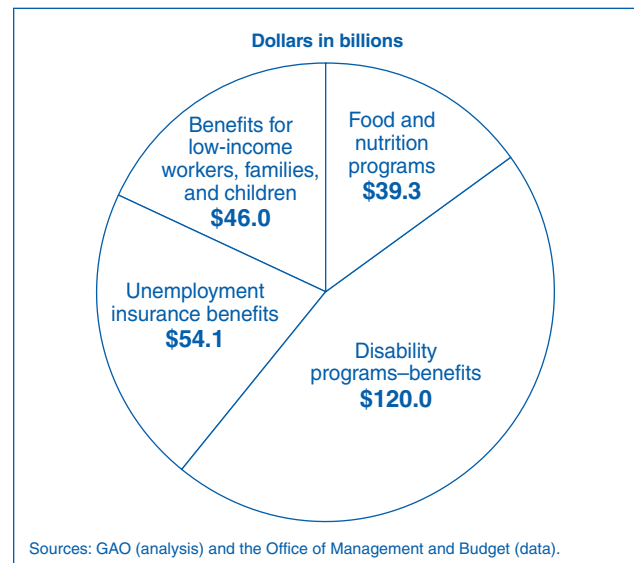 Dollars in billions
Benefits for
low-income
workers, families,
and children
$46.0
Food and
nutrition
programs
$39.3
Unemployment
insurance benefits
$54.1
Disability
programs–benefits
$120.0
Sources: GAO (analysis) and the Office of Management and Budget (data).